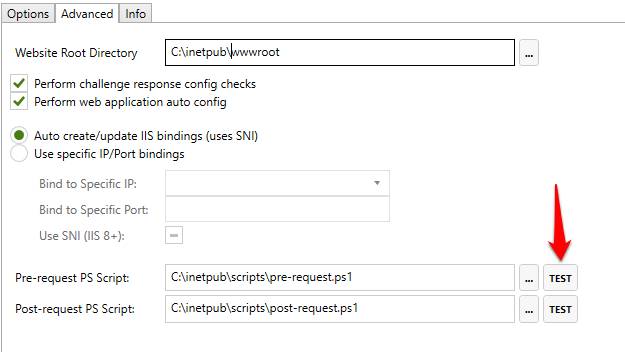 Options Advanced Info
Website Root Directory C:\inetpub\wwwroot ...
Perform challenge response config checks
Perform web application auto config
Auto create/update IIS bindings (uses SNI)
Use specific IP/Port bindings
Bind to Specific IP:
Bind to Specific Port:
Use SNI (IIS 8+):
Pre-request PS Script: C:\inetpub\scripts\pre-request.ps1 ... TEST
Post-request PS Script: C:\inetpub\scripts\post-request.ps1 ... TEST